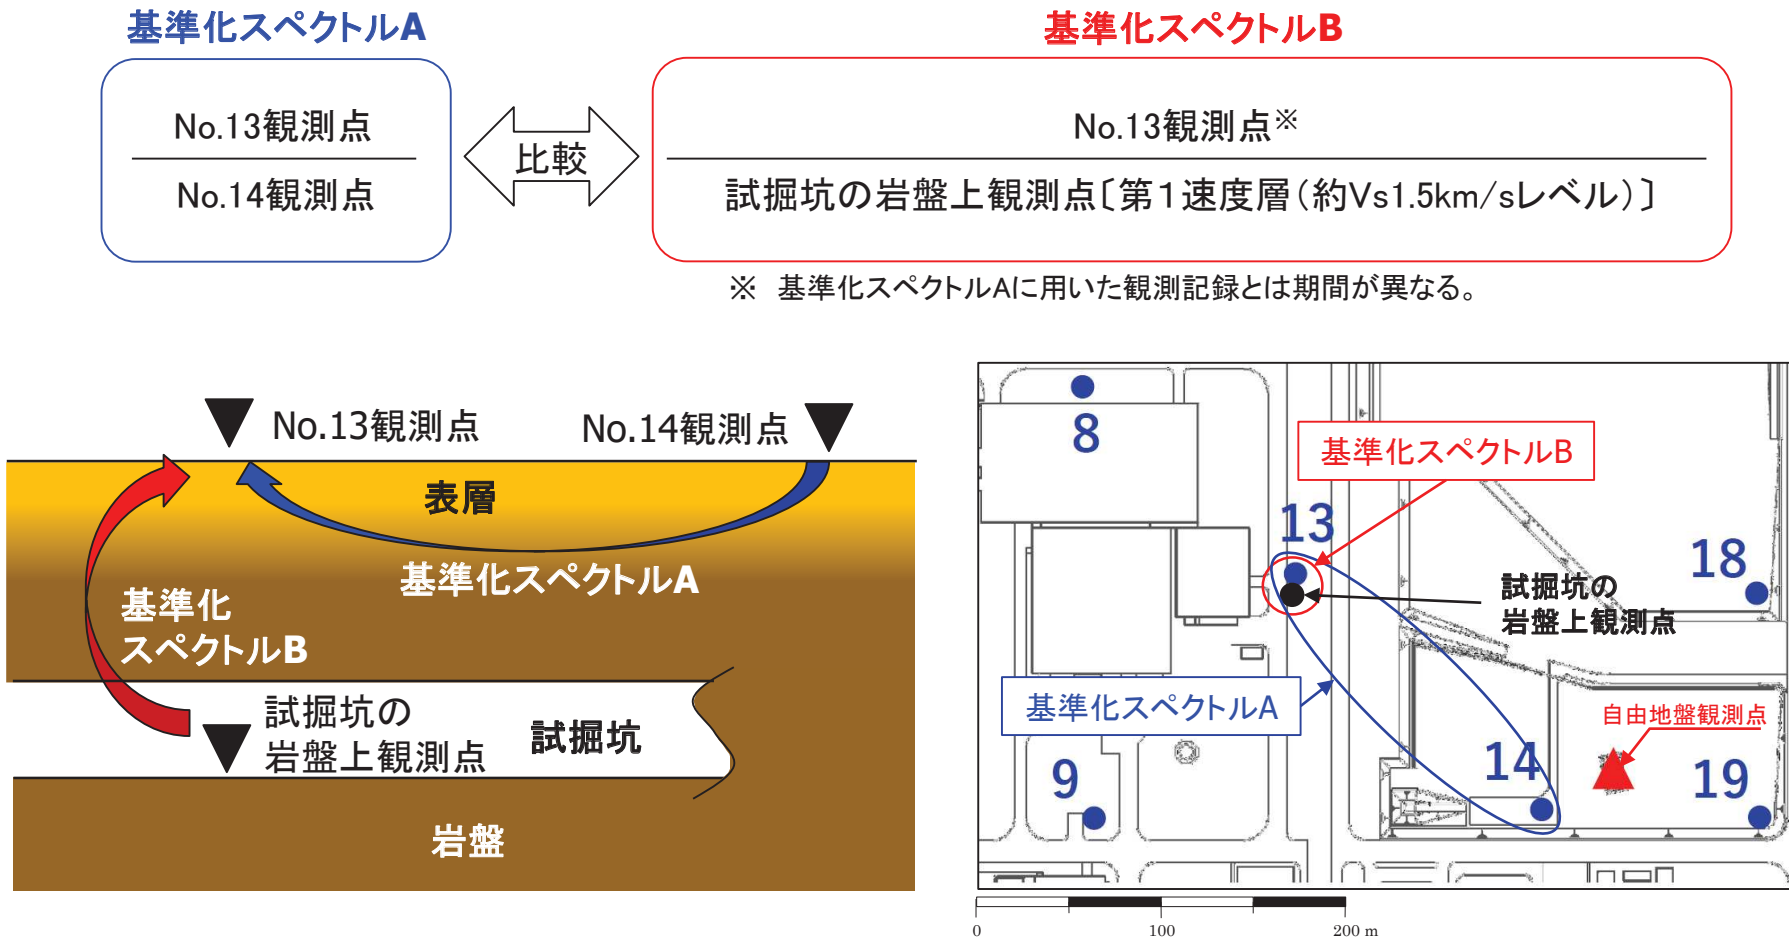 基準化スペクトルA
基準化スペクトルB
No.13観測点
No.14観測点
比較
No.13観測点※
試掘坑の岩盤上観測点〔第1速度層(約Vs1.5km/sレベル)〕
※ 基準化スペクトルAに用いた観測記録とは期間が異なる。
No.13観測点
No.14観測点
表層
基準化スペクトルA
基準化
スペクトルB
試掘坑の
岩盤上観測点
試掘坑
岩盤
8
基準化スペクトルB
13
18
試掘坑の
岩盤上観測点
基準化スペクトルA
自由地盤観測点
9
14
19
0
100
200 m